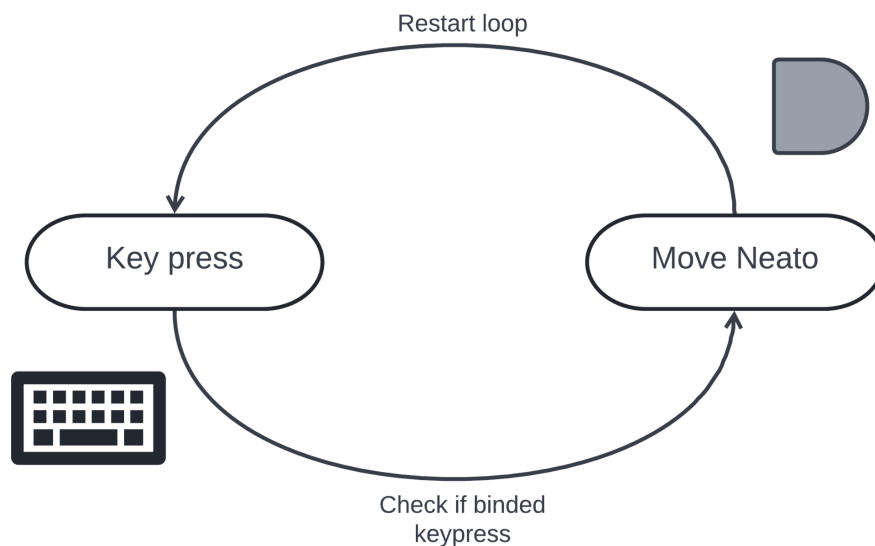 Restart loop
Key press
Move Neato
Check if binded
keypress